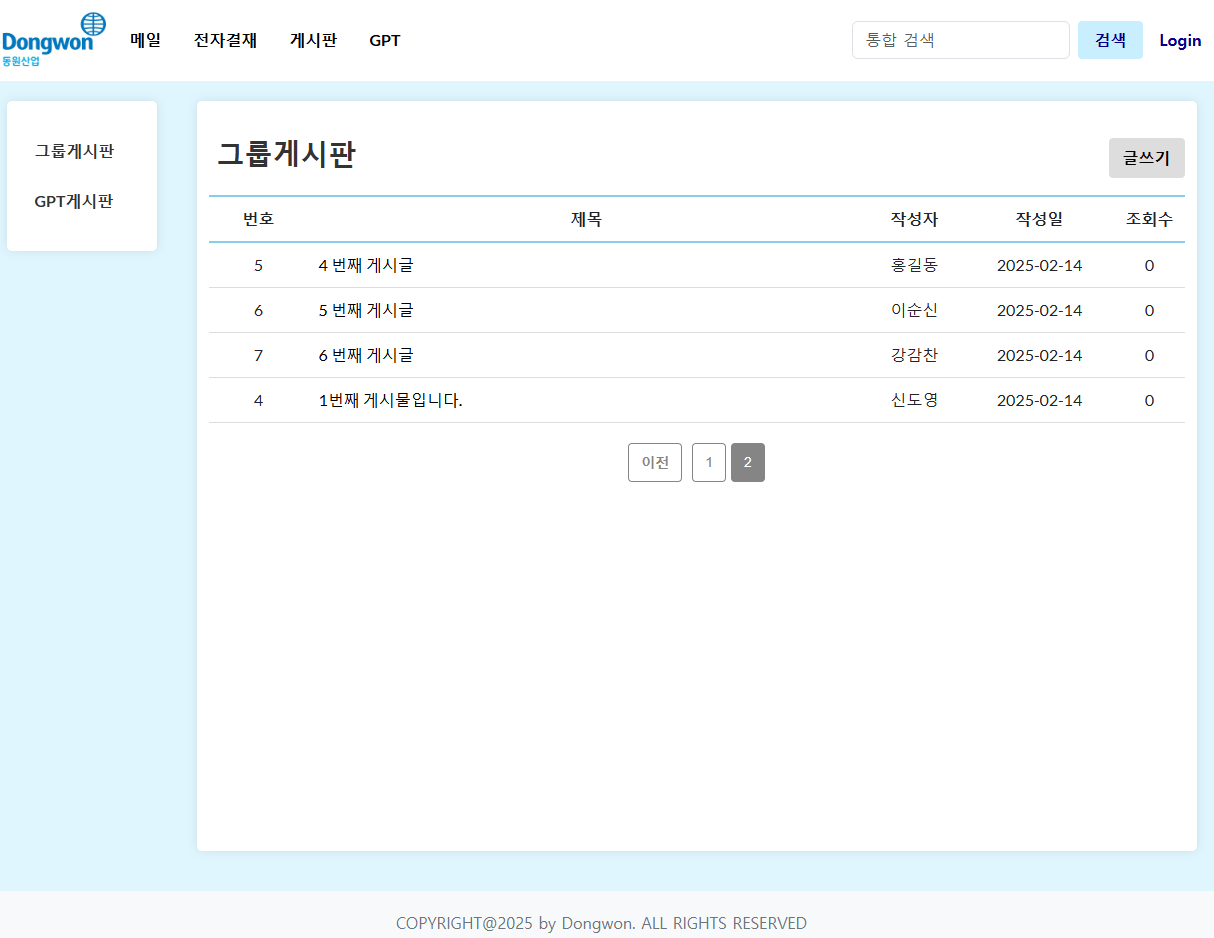 Dongwon
동원산업
메일 전자결재 게시판 GPT 통합 검색 검색 Login
그룹게시판
GPT게시판
그룹게시판
글쓰기
번호 제목 작성자 작성일 조회수
5 4 번째 게시글 홍길동 2025-02-14 0
6 5 번째 게시글 이순신 2025-02-14 0
7 6 번째 게시글 강감찬 2025-02-14 0
4 1번째 게시물입니다. 신도영 2025-02-14 0
이전 1 2
COPYRIGHT@2025 by Dongwon. ALL RIGHTS RESERVED